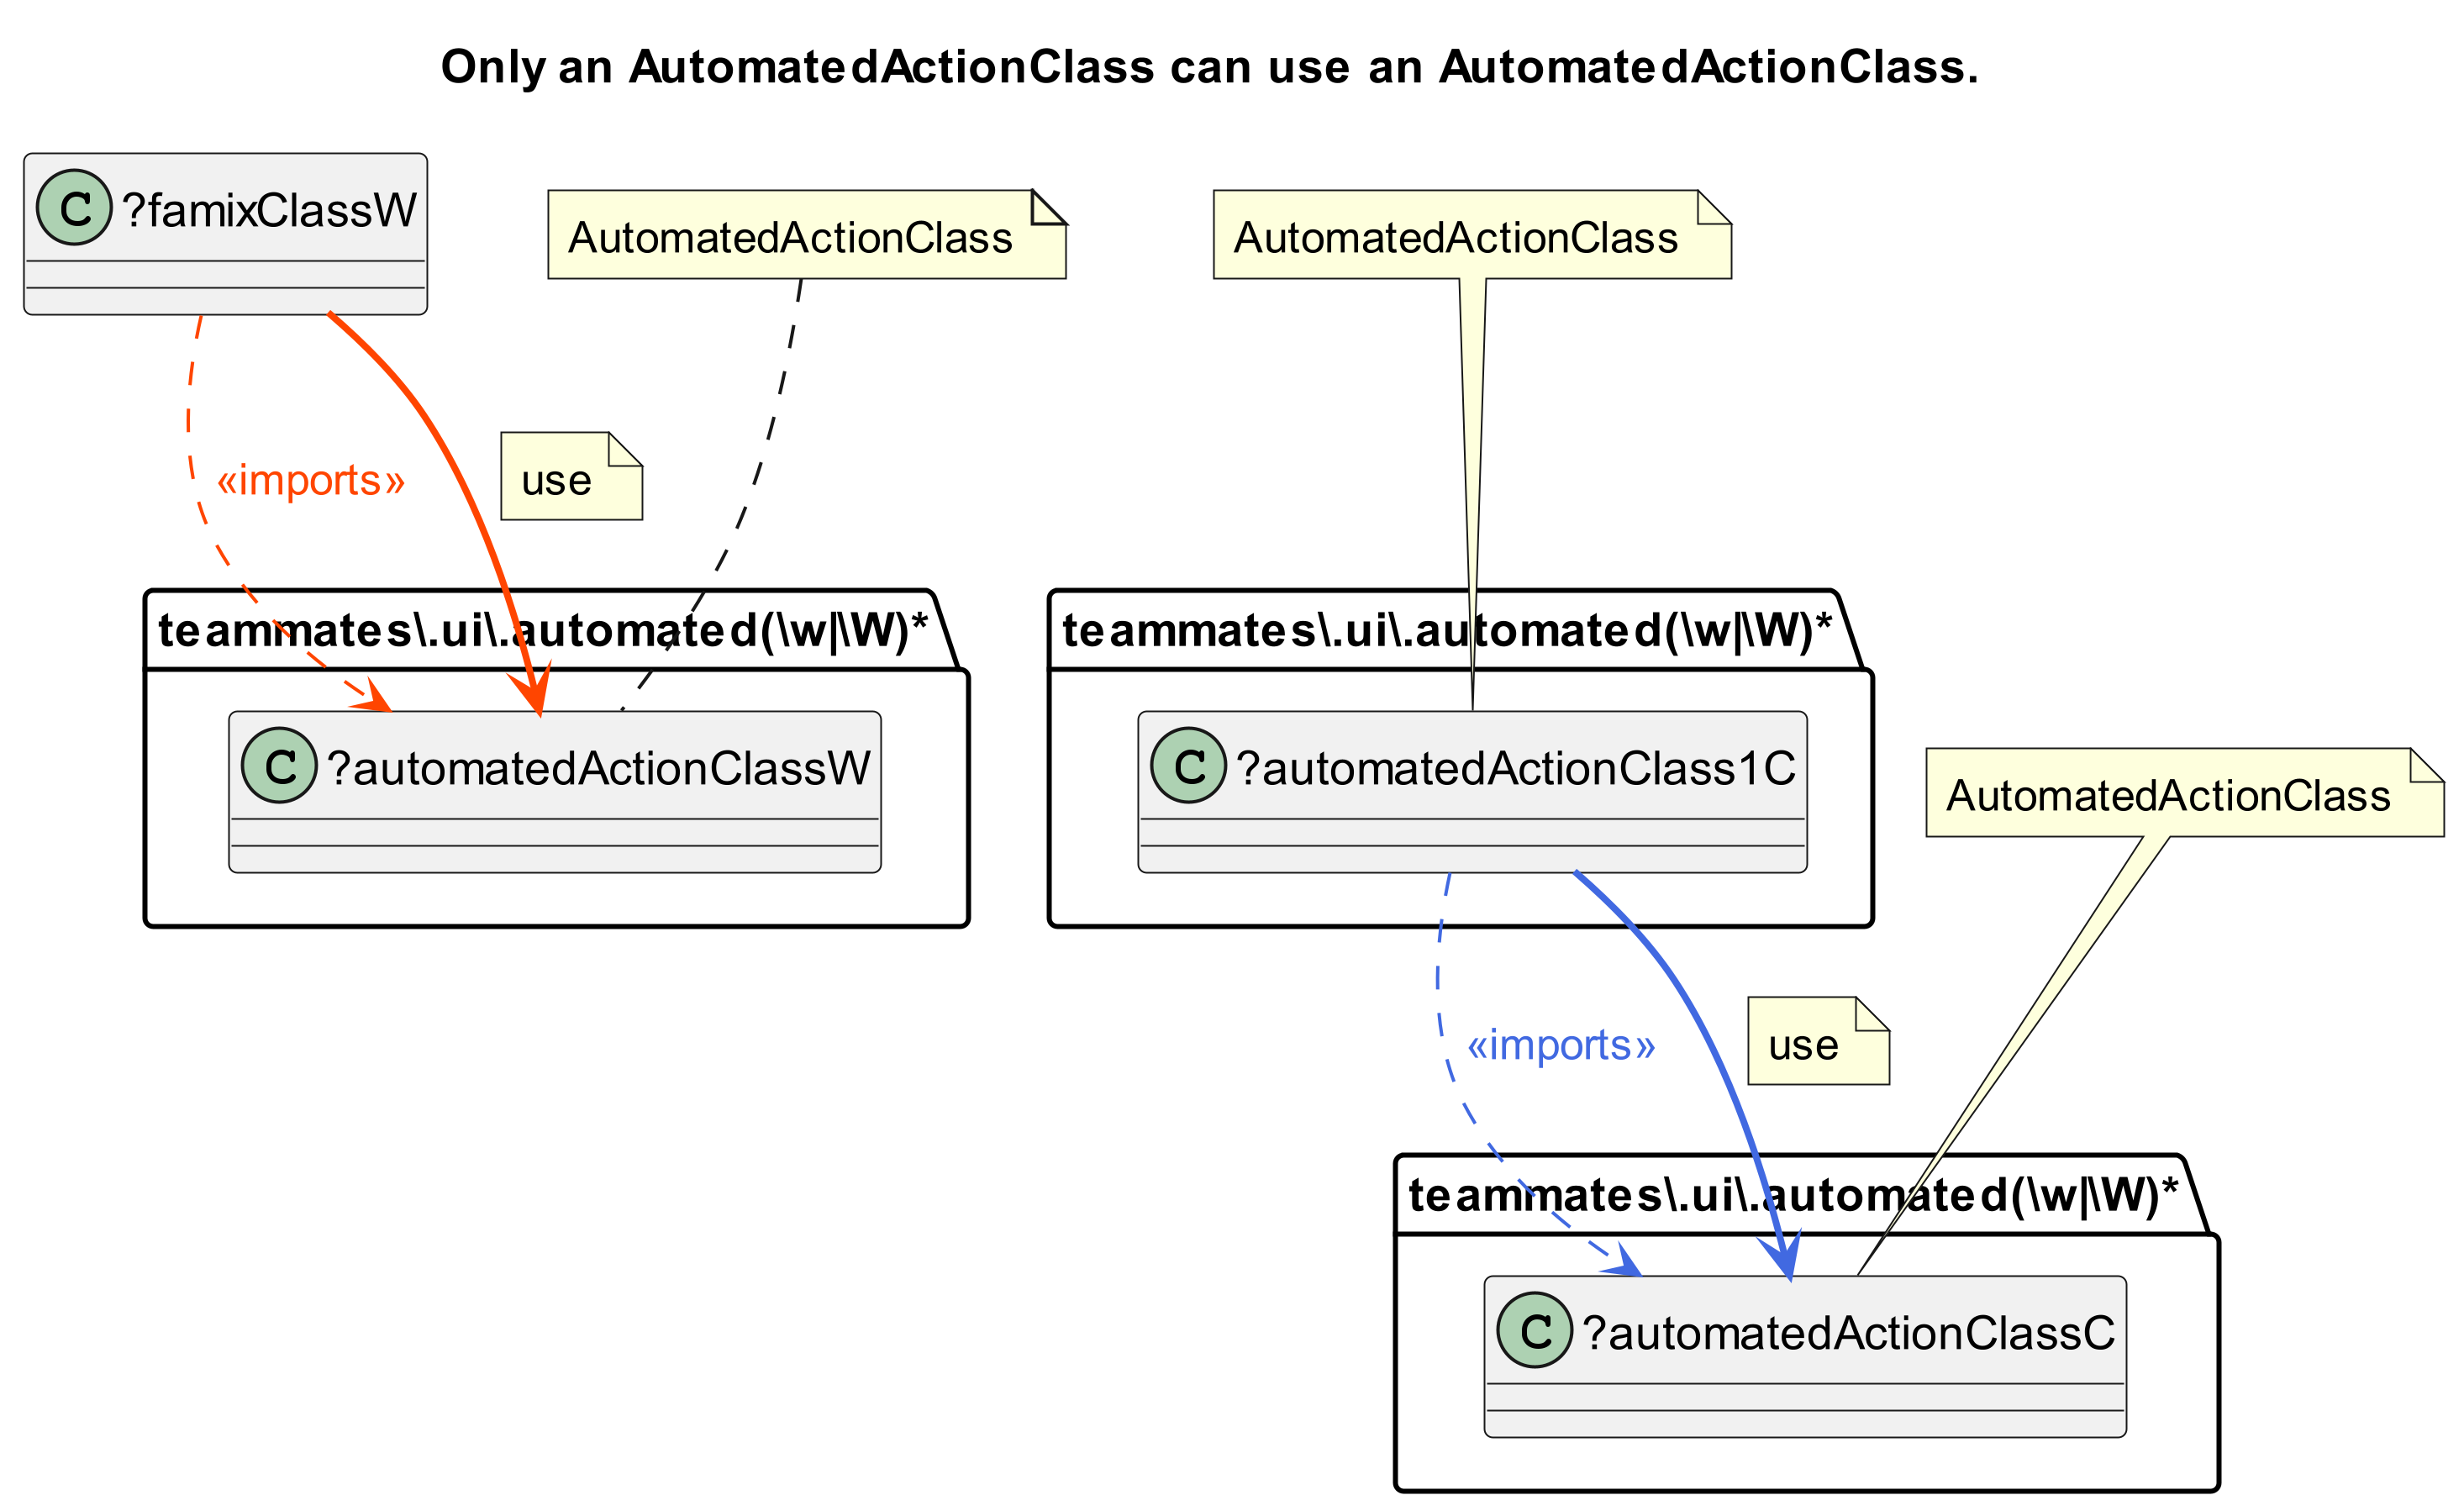 Only an AutomatedActionClass can use an AutomatedActionClass.
C ?famixClassW
AutomatedActionClass
AutomatedActionClass
«imports»
use
teammates\.ui\.automated(\w|\W)*
teammates\.ui\.automated(\w|\W)*
C ?automatedActionClassW
C ?automatedActionClass1C
AutomatedActionClass
«imports»
use
teammates\.ui\.automated(\w|\W)*
C ?automatedActionClassC